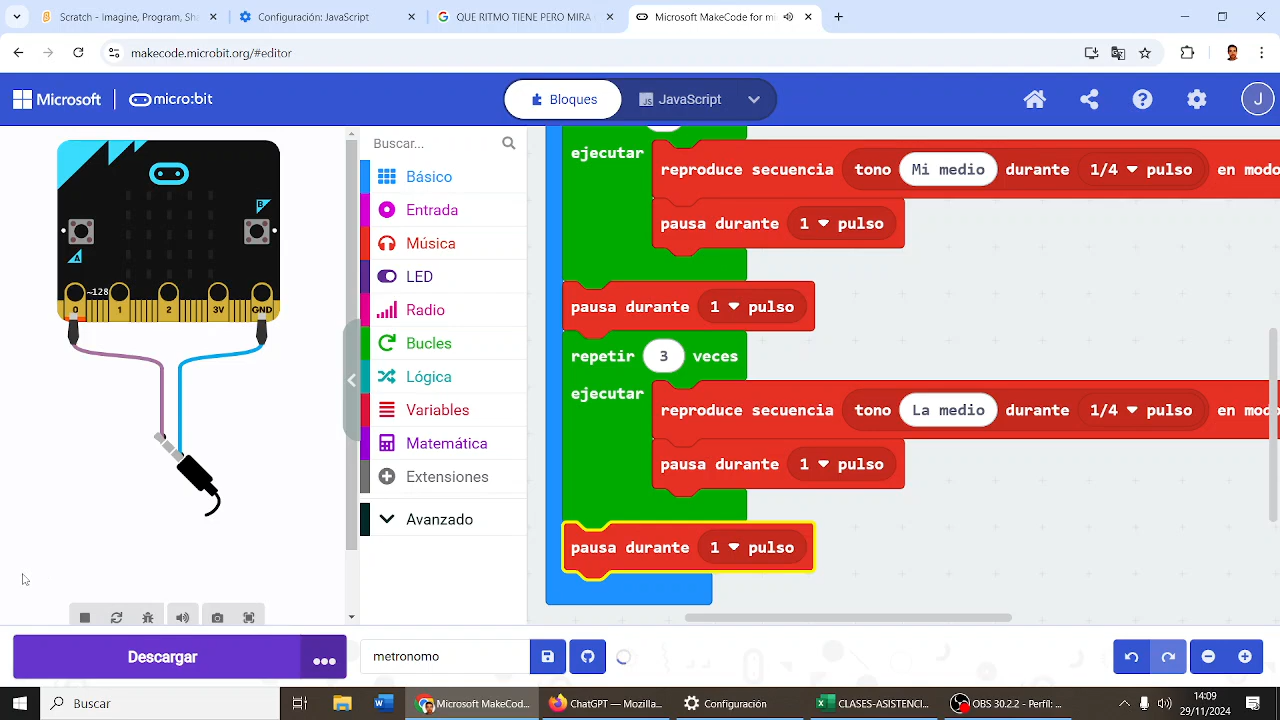 Scratch - Imagine, Program, Sh
Configuración: JavaScript
QUE RITMO TIENE PERO MIRA
Microsoft MakeCode for mi
makecode.microbit.org/#editor
Microsoft
micro:bit
Bloques
JavaScript
J
Buscar...
Básico
Entrada
Música
LED
Radio
Bucles
Lógica
Variables
Matemática
Extensiones
Avanzado
A
B
~128
0 1 2 3V GND
ejecutar
reproduce secuencia tono Mi medio durante 1/4 pulso en modo
pausa durante 1 pulso
pausa durante 1 pulso
repetir 3 veces
ejecutar
reproduce secuencia tono La medio durante 1/4 pulso en modo
pausa durante 1 pulso
pausa durante 1 pulso
Descargar
metronomo
Buscar
Microsoft MakeCod...
ChatGPT — Mozilla...
Configuración
CLASES-ASISTENCI...
OBS 30.2.2 - Perfil:...
14:09
29/11/2024